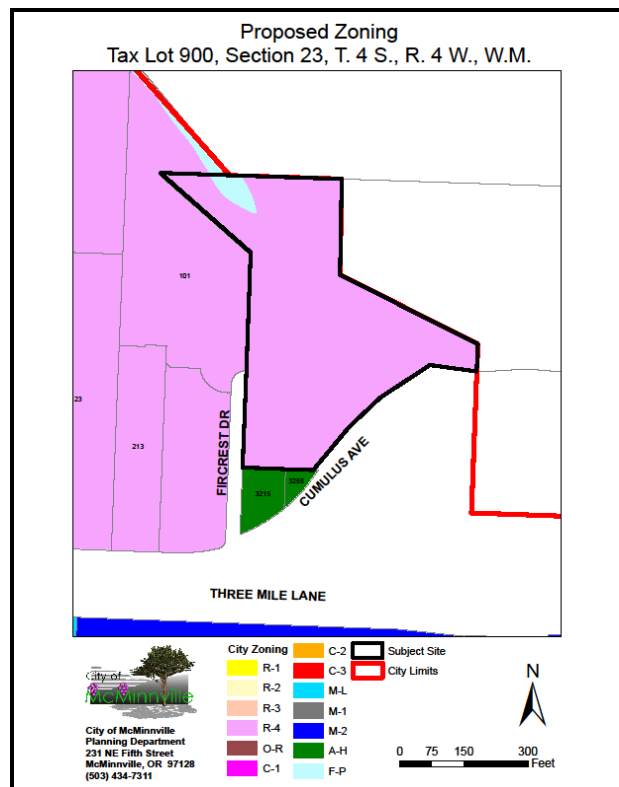 Proposed Zoning
Tax Lot 900, Section 23, T. 4 S., R. 4 W., W.M.
101
23
213
FIRCREST DR
3215
3255
CUMULUS AVE
THREE MILE LANE
City of
McMinnville
City of McMinnville
Planning Department
231 NE Fifth Street
McMinnville, OR 97128
(503) 434-7311
City Zoning
R-1
R-2
R-3
R-4
O-R
C-1
C-2
C-3
M-L
M-1
M-2
A-H
F-P
Subject Site
City Limits
N
0 75 150 300
Feet